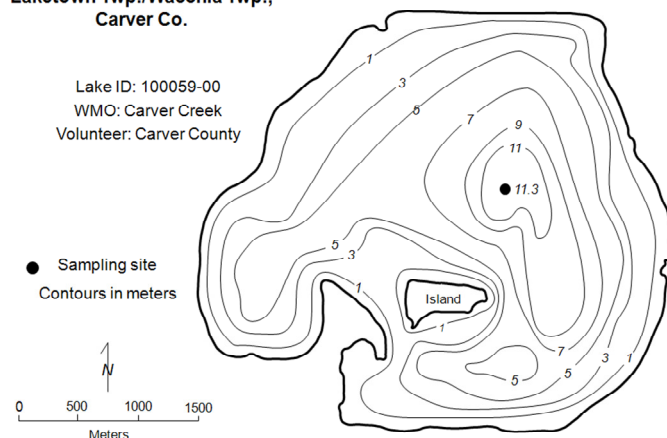 Carver Co.
Lake ID: 100059-00
WMO: Carver Creek
Volunteer: Carver County
Sampling site
Contours in meters
N
0 500 1000 1500
Meters
1
3
5
7
9
11
11.3
5
3
1
Island
1
7
3
1
5
5